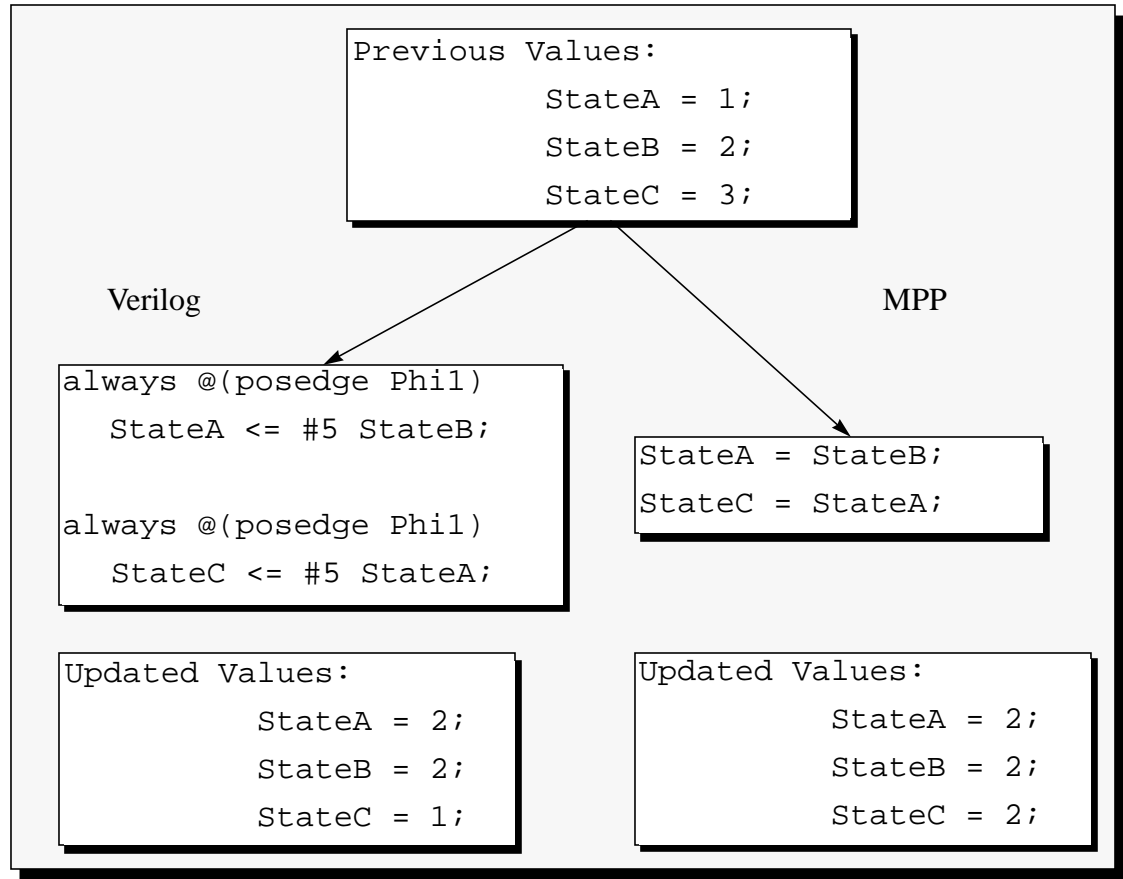 Previous Values:
StateA = 1;
StateB = 2;
StateC = 3;
Verilog
MPP
always @(posedge Phi1)
StateA <= #5 StateB;
always @(posedge Phi1)
StateC <= #5 StateA;
StateA = StateB;
StateC = StateA;
Updated Values:
StateA = 2;
StateB = 2;
StateC = 1;
Updated Values:
StateA = 2;
StateB = 2;
StateC = 2;